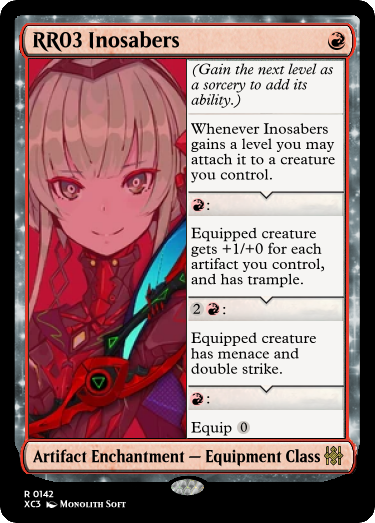 RR03 Inosabers
(Gain the next level as
a sorcery to add its
ability.)
Whenever Inosabers
gains a level you may
attach it to a creature
you control.
:
Equipped creature
gets +1/+0 for each
artifact you control,
and has trample.
2 :
Equipped creature
has menace and
double strike.
:
Equip 0
Artifact Enchantment — Equipment Class
R 0142
XC3 Monolith Soft